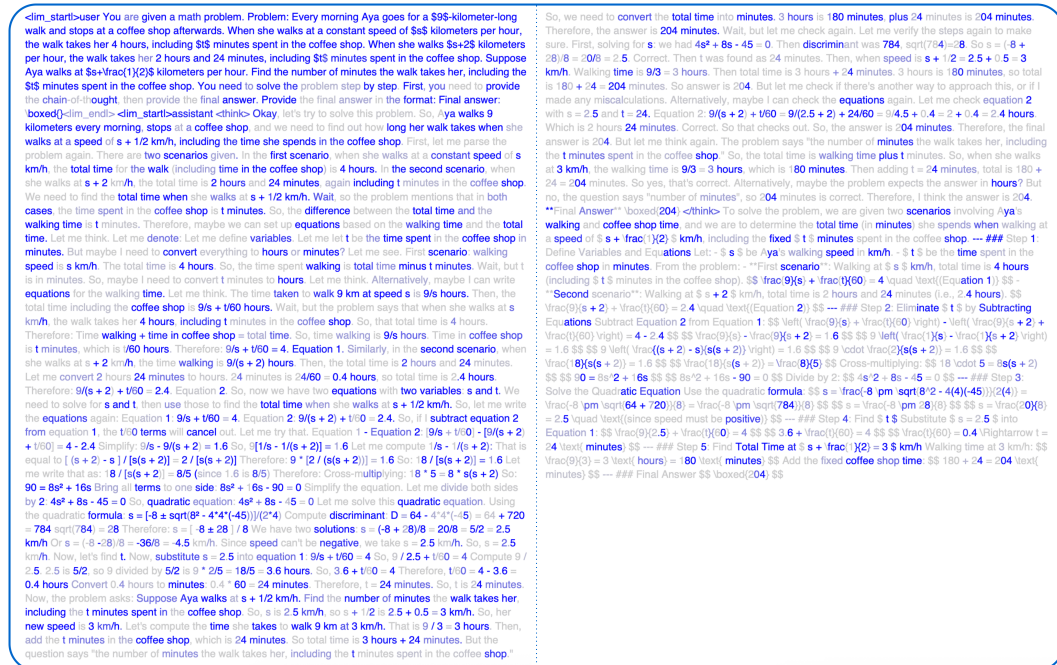 <im_start|>user You are given a math problem. Problem: Every morning Aya goes for a $9$-kilometer-long
walk and stops at a coffee shop afterwards. When she walks at a constant speed of $s$ kilometers per hour,
the walk takes her 4 hours, including $t$ minutes spent in the coffee shop. When she walks $s+2$ kilometers
per hour, the walk takes her 2 hours and 24 minutes, including $t$ minutes spent in the coffee shop. Suppose
Aya walks at $s+\frac{1}{2}$ kilometers per hour. Find the number of minutes the walk takes her, including the
$t$ minutes spent in the coffee shop. You need to solve the problem step by step. First, you need to provide
the chain-of-thought, then provide the final answer. Provide the final answer in the format: Final answer:
\boxed{}<|im_end|> <|im_start|>assistant <think> Okay, let's try to solve this problem. So, Aya walks 9
kilometers every morning, stops at a coffee shop, and we need to find out how long her walk takes when she
walks at a speed of s + 1/2 km/h, including the time she spends in the coffee shop. First, let me parse the
problem again. There are two scenarios given. In the first scenario, when she walks at a constant speed of s
km/h, the total time for the walk (including time in the coffee shop) is 4 hours. In the second scenario, when
she walks at s + 2 km/h, the total time is 2 hours and 24 minutes, again including t minutes in the coffee shop.
We need to find the total time when she walks at s + 1/2 km/h. Wait, so the problem mentions that in both
cases, the time spent in the coffee shop is t minutes. So, the difference between the total time and the
walking time is t minutes. Therefore, maybe we can set up equations based on the walking time and the total
time. Let me think. Let me denote: Let me define variables. Let me let t be the time spent in the coffee shop in
minutes. But maybe I need to convert everything to hours or minutes? Let me see. First scenario: walking
speed is s km/h. The total time is 4 hours. So, the time spent walking is total time minus t minutes. Wait, but t
is in minutes. So, maybe I need to convert t minutes to hours. Let me think. Alternatively, maybe I can write
equations for the walking time. Let me think. The time taken to walk 9 km at speed s is 9/s hours. Then, the
total time including the coffee shop is 9/s + t/60 hours. Wait, but the problem says that when she walks at s
km/h, the walk takes her 4 hours, including t minutes in the coffee shop. So, that total time is 4 hours.
Therefore: Time walking + time in coffee shop = total time. So, time walking is 9/s hours. Time in coffee shop
is t minutes, which is t/60 hours. Therefore: 9/s + t/60 = 4. Equation 1. Similarly, in the second scenario, when
she walks at s + 2 km/h, the time walking is 9/(s + 2) hours. Then, the total time is 2 hours and 24 minutes.
Let me convert 2 hours 24 minutes to hours. 24 minutes is 24/60 = 0.4 hours, so total time is 2.4 hours.
Therefore: 9/(s + 2) + t/60 = 2.4. Equation 2. So, now we have two equations with two variables: s and t. We
need to solve for s and t, then use those to find the total time when she walks at s + 1/2 km/h. So, let me write
the equations again: Equation 1: 9/s + t/60 = 4. Equation 2: 9/(s + 2) + t/60 = 2.4. So, if I subtract equation 2
from equation 1, the t/60 terms will cancel out. Let me try that. Equation 1 - Equation 2: [9/s + t/60] - [9/(s + 2)
+ t/60] = 4 - 2.4 Simplify: 9/s - 9/(s + 2) = 1.6 So, 9[1/s - 1/(s + 2)] = 1.6 Let me compute 1/s - 1/(s + 2): That is
equal to [ (s + 2) - s ] / [s(s + 2)] = 2 / [s(s + 2)] Therefore: 9 * [2 / (s(s + 2))] = 1.6 So: 18 / [s(s + 2)] = 1.6 Let
me write that as: 18 / [s(s + 2)] = 8/5 (since 1.6 is 8/5) Therefore: Cross-multiplying: 18 * 5 = 8 * s(s + 2) So:
90 = 8s² + 16s Bring all terms to one side: 8s² + 16s - 90 = 0 Simplify the equation. Let me divide both sides
by 2: 4s² + 8s - 45 = 0 So, quadratic equation: 4s² + 8s - 45 = 0 Let me solve this quadratic equation. Using
the quadratic formula: s = [-8 ± sqrt(8² - 4*4*(-45))]/(2*4) Compute discriminant: D = 64 - 4*4*(-45) = 64 + 720
= 784 sqrt(784) = 28 Therefore: s = [ -8 ± 28 ] / 8 We have two solutions: s = (-8 + 28)/8 = 20/8 = 5/2 = 2.5
km/h Or s = (-8 -28)/8 = -36/8 = -4.5 km/h. Since speed can't be negative, we take s = 2.5 km/h. So, s = 2.5
km/h. Now, let's find t. Now, substitute s = 2.5 into equation 1: 9/s + t/60 = 4 So, 9 / 2.5 + t/60 = 4 Compute 9 /
2.5. 2.5 is 5/2, so 9 divided by 5/2 is 9 * 2/5 = 18/5 = 3.6 hours. So, 3.6 + t/60 = 4 Therefore, t/60 = 4 - 3.6 =
0.4 hours Convert 0.4 hours to minutes: 0.4 * 60 = 24 minutes. Therefore, t = 24 minutes. So, t is 24 minutes.
Now, the problem asks: Suppose Aya walks at s + 1/2 km/h. Find the number of minutes the walk takes her,
including the t minutes spent in the coffee shop. So, s is 2.5 km/h, so s + 1/2 is 2.5 + 0.5 = 3 km/h. So, her
new speed is 3 km/h. Let's compute the time she takes to walk 9 km at 3 km/h. That is 9 / 3 = 3 hours. Then,
add the t minutes in the coffee shop, which is 24 minutes. So total time is 3 hours + 24 minutes. But the
question says "the number of minutes the walk takes her, including the t minutes spent in the coffee shop."
So, we need to convert the total time into minutes. 3 hours is 180 minutes, plus 24 minutes is 204 minutes.
Therefore, the answer is 204 minutes. Wait, but let me check again. Let me verify the steps again to make
sure. First, solving for s: we had 4s² + 8s - 45 = 0. Then discriminant was 784, sqrt(784)=28. So s = (-8 +
28)/8 = 20/8 = 2.5. Correct. Then t was found as 24 minutes. Then, when speed is s + 1/2 = 2.5 + 0.5 = 3
km/h. Walking time is 9/3 = 3 hours. Then total time is 3 hours + 24 minutes. 3 hours is 180 minutes, so total
is 180 + 24 = 204 minutes. So answer is 204. But let me check if there's another way to approach this, or if I
made any miscalculations. Alternatively, maybe I can check the equations again. Let me check equation 2
with s = 2.5 and t = 24. Equation 2: 9/(s + 2) + t/60 = 9/(2.5 + 2) + 24/60 = 9/4.5 + 0.4 = 2 + 0.4 = 2.4 hours.
Which is 2 hours 24 minutes. Correct. So that checks out. So, the answer is 204 minutes. Therefore, the final
answer is 204. But let me think again. The problem says "the number of minutes the walk takes her, including
the t minutes spent in the coffee shop." So, the total time is walking time plus t minutes. So, when she walks
at 3 km/h, the walking time is 9/3 = 3 hours, which is 180 minutes. Then adding t = 24 minutes, total is 180 +
24 = 204 minutes. So yes, that's correct. Alternatively, maybe the problem expects the answer in hours? But
no, the question says "number of minutes", so 204 minutes is correct. Therefore, I think the answer is 204.
**Final Answer** \boxed{204} </think> To solve the problem, we are given two scenarios involving Aya's
walking and coffee shop time, and we are to determine the total time (in minutes) she spends when walking at
a speed of $ s + \frac{1}{2} $ km/h, including the fixed $ t $ minutes in the coffee shop. --- ### Step 1:
Define Variables and Equations Let: - $ s $ be Aya's walking speed in km/h. - $ t $ be the time spent in the
coffee shop in minutes. From the problem: - **First scenario**: Walking at $ s $ km/h, total time is 4 hours
(including $ t $ minutes in the coffee shop). $$ \frac{9}{s} + \frac{t}{60} = 4 \quad \text{(Equation 1)} $$ -
**Second scenario**: Walking at $ s + 2 $ km/h, total time is 2 hours and 24 minutes (i.e., 2.4 hours). $$
\frac{9}{s + 2} + \frac{t}{60} = 2.4 \quad \text{(Equation 2)} $$ --- ### Step 2: Eliminate $ t $ by Subtracting
Equations Subtract Equation 2 from Equation 1: $$ \left( \frac{9}{s} + \frac{t}{60} \right) - \left( \frac{9}{s + 2} +
\frac{t}{60} \right) = 4 - 2.4 $$ $$ \frac{9}{s} - \frac{9}{s + 2} = 1.6 $$ $$ 9 \left( \frac{1}{s} - \frac{1}{s + 2} \right)
= 1.6 $$ $$ 9 \left( \frac{(s + 2) - s}{s(s + 2)} \right) = 1.6 $$ $$ 9 \cdot \frac{2}{s(s + 2)} = 1.6 $$ $$
\frac{18}{s(s + 2)} = 1.6 $$ $$ \frac{18}{s(s + 2)} = \frac{8}{5} $$ Cross-multiplying: $$ 18 \cdot 5 = 8s(s + 2)
$$ $$ 90 = 8s^2 + 16s $$ $$ 8s^2 + 16s - 90 = 0 $$ Divide by 2: $$ 4s^2 + 8s - 45 = 0 $$ --- ### Step 3:
Solve the Quadratic Equation Use the quadratic formula: $$ s = \frac{-8 \pm \sqrt{8^2 - 4(4)(-45)}}{2(4)} =
\frac{-8 \pm \sqrt{64 + 720}}{8} = \frac{-8 \pm \sqrt{784}}{8} $$ $$ s = \frac{-8 \pm 28}{8} $$ $$ s = \frac{20}{8}
= 2.5 \quad \text{(since speed must be positive)} $$ --- ### Step 4: Find $ t $ Substitute $ s = 2.5 $ into
Equation 1: $$ \frac{9}{2.5} + \frac{t}{60} = 4 $$ $$ 3.6 + \frac{t}{60} = 4 $$ $$ \frac{t}{60} = 0.4 \Rightarrow t =
24 \text{ minutes} $$ --- ### Step 5: Find Total Time at $ s + \frac{1}{2} = 3 $ km/h Walking time at 3 km/h: $$
\frac{9}{3} = 3 \text{ hours} = 180 \text{ minutes} $$ Add the fixed coffee shop time: $$ 180 + 24 = 204 \text{
minutes} $$ --- ### Final Answer $$ \boxed{204} $$